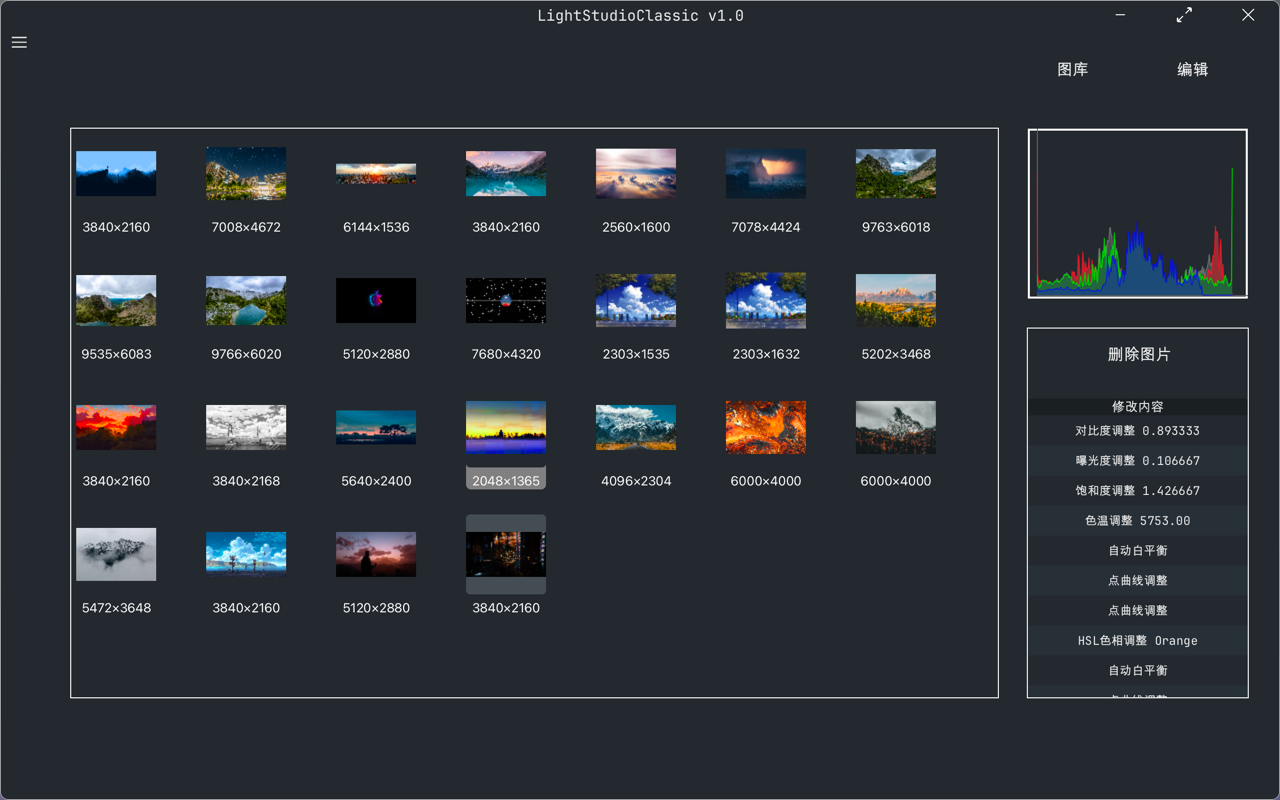 LightStudioClassic v1.0
图库 编辑
3840×2160 7008×4672 6144×1536 3840×2160 2560×1600 7078×4424 9763×6018
9535×6083 9766×6020 5120×2880 7680×4320 2303×1535 2303×1632 5202×3468
3840×2160 3840×2168 5640×2400 2048×1365 4096×2304 6000×4000 6000×4000
5472×3648 3840×2160 5120×2880 3840×2160
删除图片
修改内容
对比度调整 0.893333
曝光度调整 0.106667
饱和度调整 1.426667
色温调整 5753.00
自动白平衡
点曲线调整
点曲线调整
HSL色相调整 Orange
自动白平衡